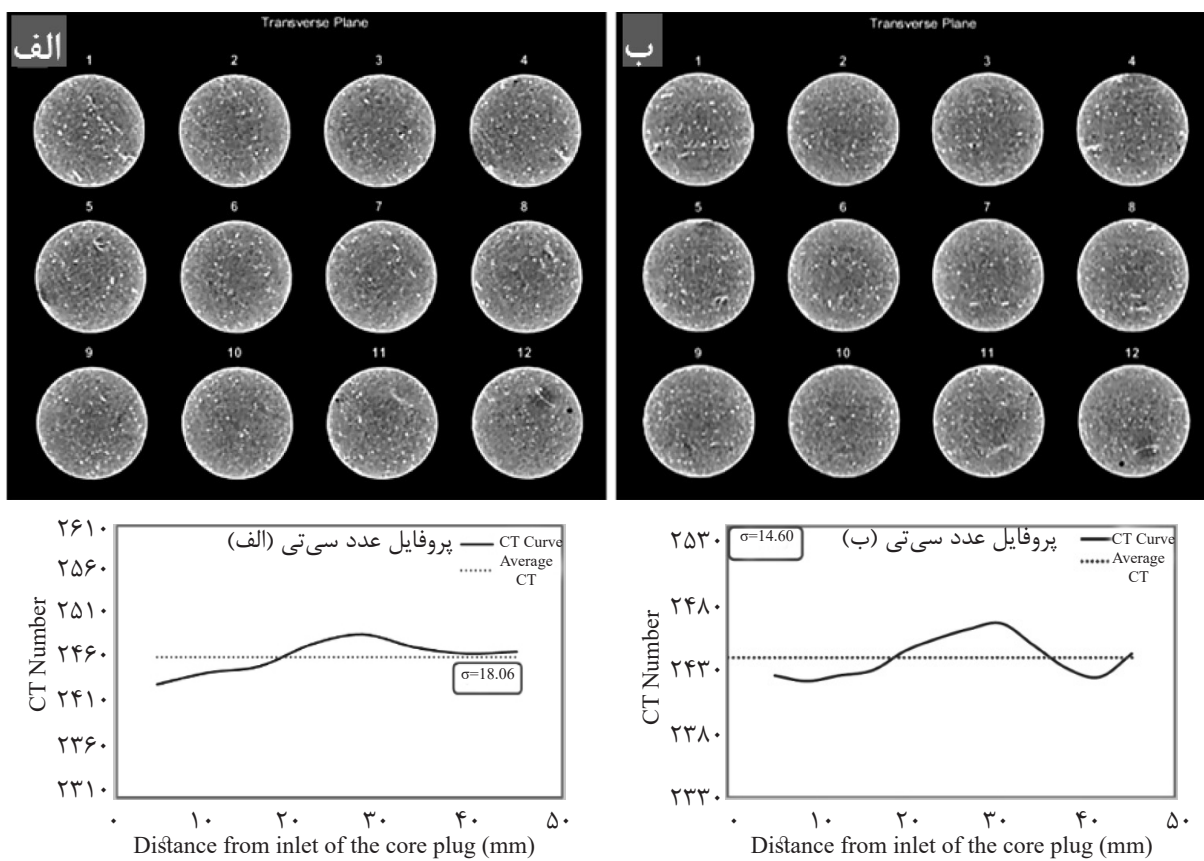 الف
Transverse Plane
1 2 3 4
5 6 7 8
9 10 11 12
ب
Transverse Plane
1 2 3 4
5 6 7 8
9 10 11 12
پروفایل عدد سی‌تی (الف)
CT Curve
Average
CT
σ=18.06
CT Number
۲۶۱۰
۲۵۶۰
۲۵۱۰
۲۴۶۰
۲۴۱۰
۲۳۶۰
۲۳۱۰
۰ ۱۰ ۲۰ ۳۰ ۴۰ ۵۰
Distance from inlet of the core plug (mm)
σ=14.60
پروفایل عدد سی‌تی (ب)
CT Curve
Average
CT
CT Number
۲۵۳۰
۲۴۸۰
۲۴۳۰
۲۳۸۰
۲۳۳۰
۰ ۱۰ ۲۰ ۳۰ ۴۰ ۵۰
Distance from inlet of the core plug (mm)